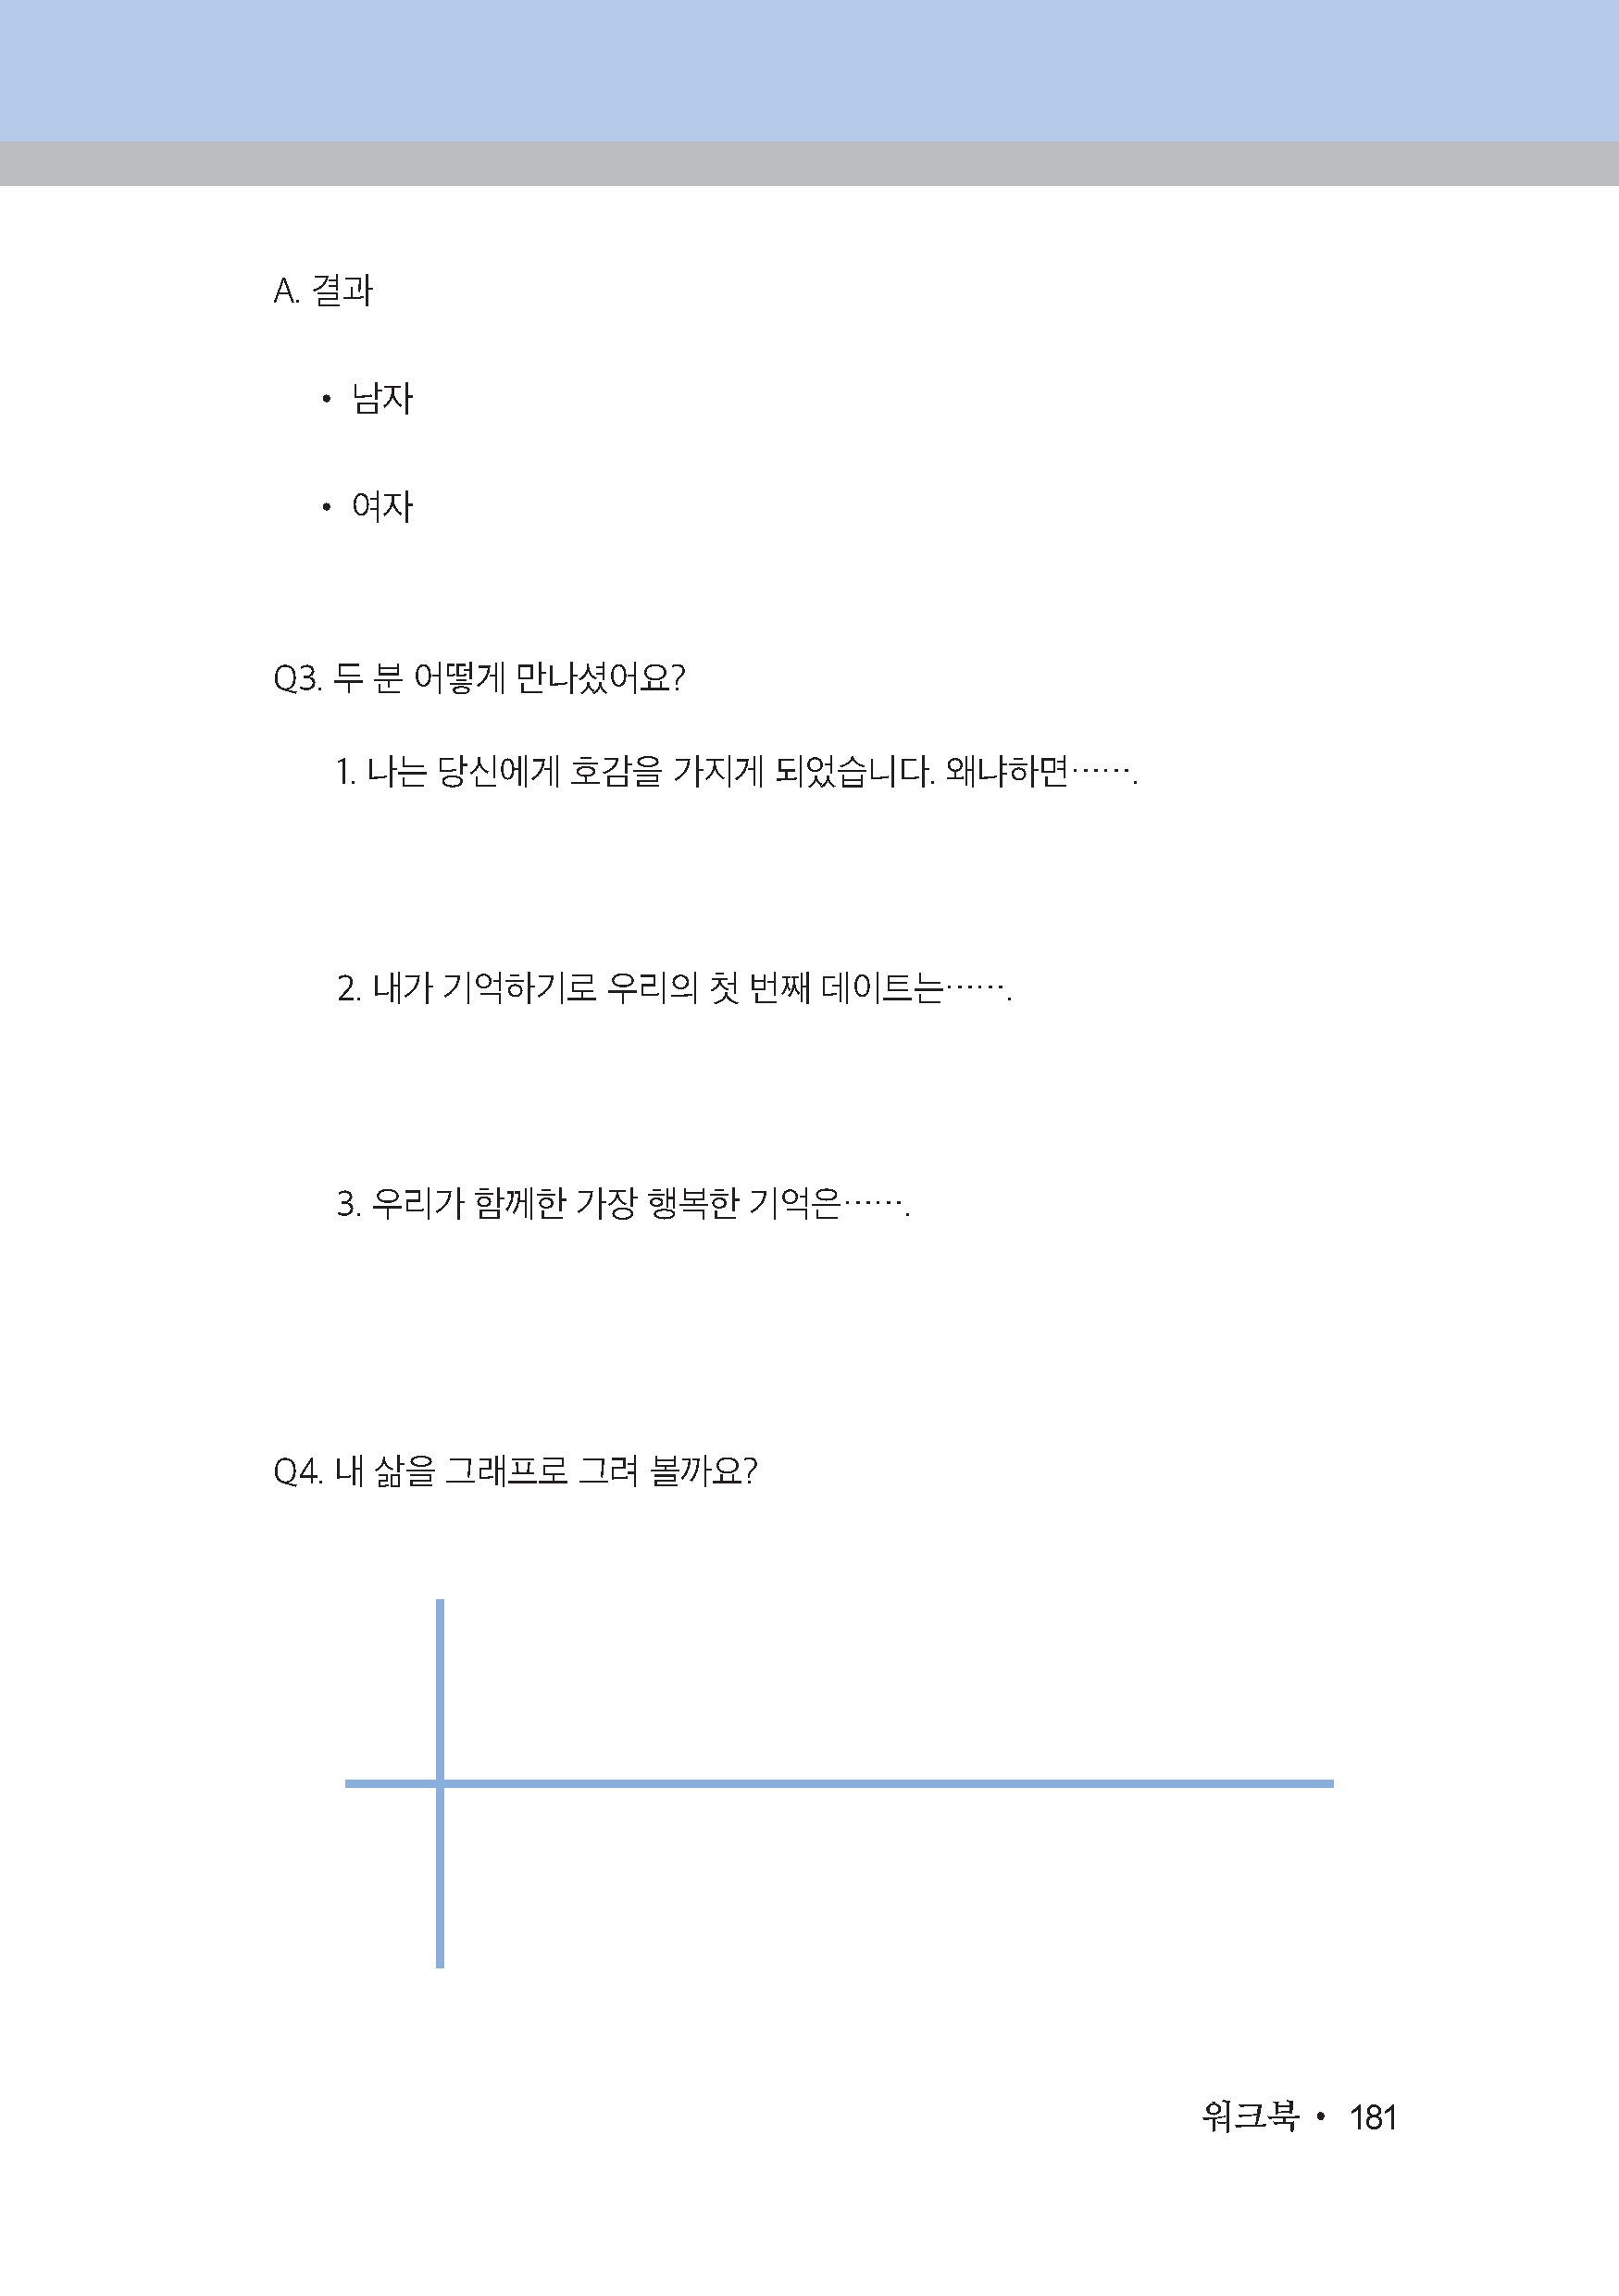 A. 결과
• 남자
• 여자
Q3. 두 분 어떻게 만나셨어요?
1. 나는 당신에게 호감을 가지게 되었습니다. 왜냐하면⋯⋯.
2. 내가 기억하기로 우리의 첫 번째 데이트는⋯⋯.
3. 우리가 함께한 가장 행복한 기억은⋯⋯.
Q4. 내 삶을 그래프로 그려 볼까요?
워크북 • 181